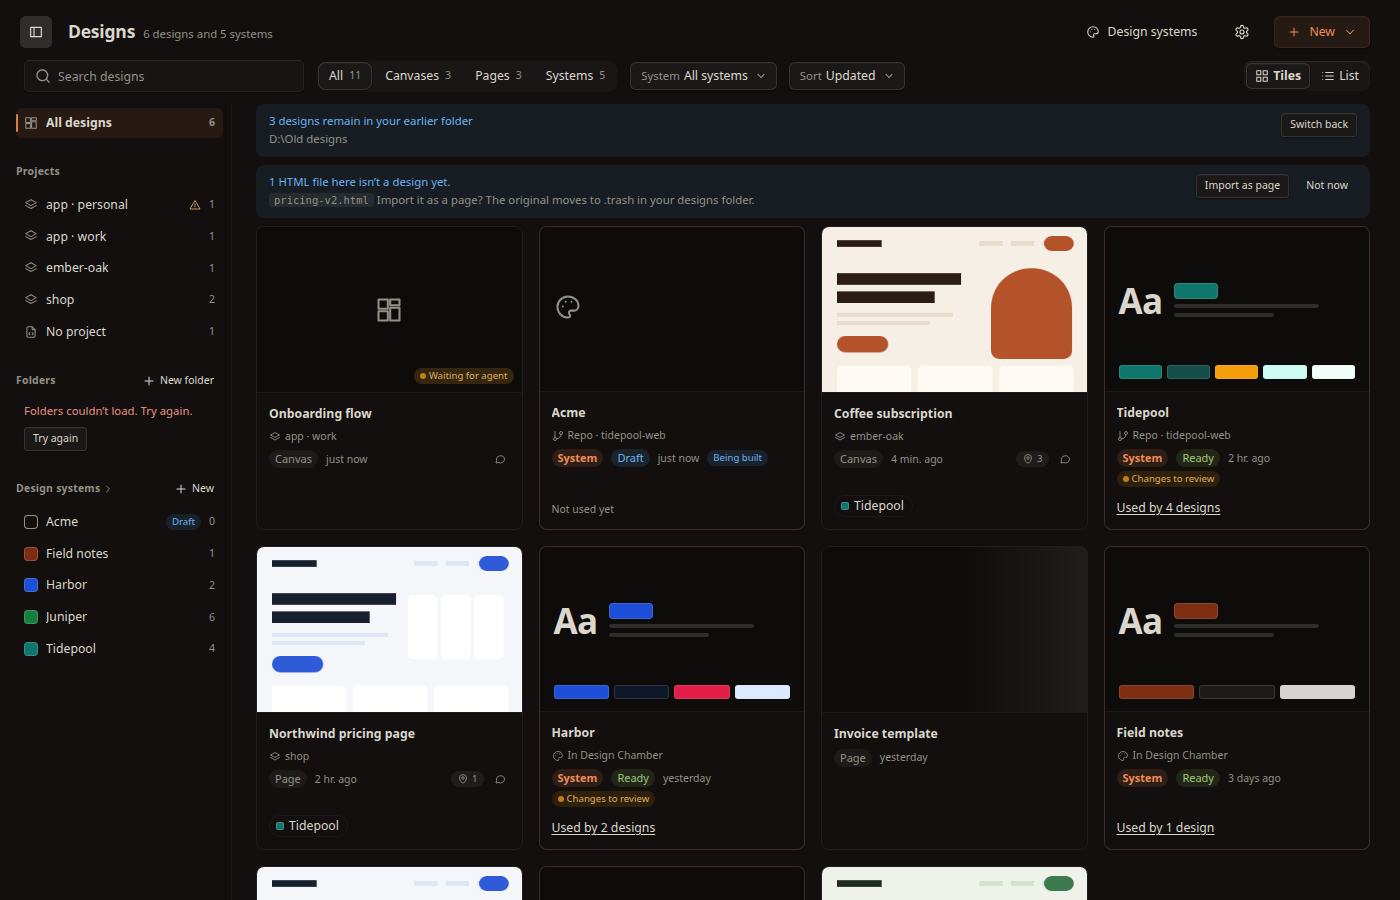 Designs 6 designs and 5 systems
Design systems
New
Search designs
All 11 Canvases 3 Pages 3 Systems 5
System All systems
Sort Updated
Tiles List
All designs 6
Projects
app · personal 1
app · work 1
ember-oak 1
shop 2
No project 1
Folders New folder
Folders couldn't load. Try again.
Try again
Design systems New
Acme Draft 0
Field notes 1
Harbor 2
Juniper 6
Tidepool 4
3 designs remain in your earlier folder
D:\Old designs
Switch back
1 HTML file here isn't a design yet.
pricing-v2.html Import it as a page? The original moves to .trash in your designs folder.
Import as page Not now
Waiting for agent
Onboarding flow
app · work
Canvas just now
Acme
Repo · tidepool-web
System Draft just now Being built
Not used yet
Coffee subscription
ember-oak
Canvas 4 min. ago 3
Tidepool
Aa
Tidepool
Repo · tidepool-web
System Ready 2 hr. ago
Changes to review
Used by 4 designs
Northwind pricing page
shop
Page 2 hr. ago 1
Tidepool
Aa
Harbor
In Design Chamber
System Ready yesterday
Changes to review
Used by 2 designs
Invoice template
Page yesterday
Aa
Field notes
In Design Chamber
System Ready 3 days ago
Used by 1 design